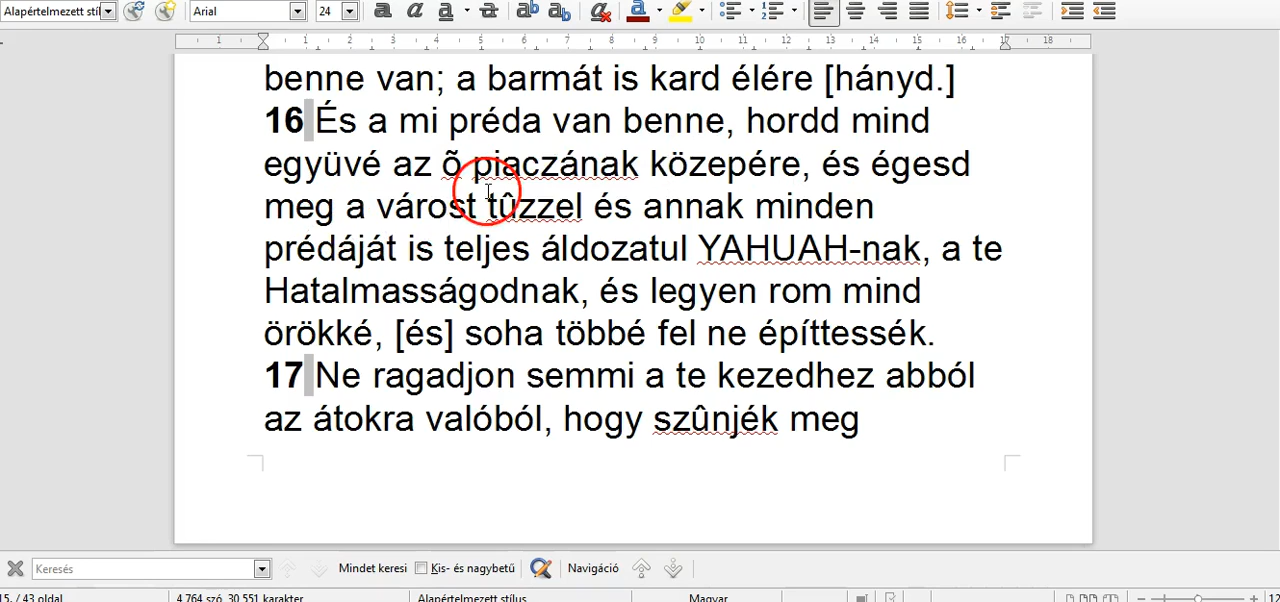 Alapértelmezett stíl Arial 24
1 1 2 3 4 5 6 7 8 9 10 11 12 13 14 15 16 17 18
benne van; a barmát is kard élére [hányd.]
16 És a mi préda van benne, hordd mind
együvé az õ piaczának közepére, és égesd
meg a várost tûzzel és annak minden
prédáját is teljes áldozatul YAHUAH-nak, a te
Hatalmasságodnak, és legyen rom mind
örökké, [és] soha többé fel ne építtessék.
17 Ne ragadjon semmi a te kezedhez abból
az átokra valóból, hogy szûnjék meg
Keresés Mindet keresi Kis- és nagybetű Navigáció
15. / 43 oldal 4 764 szó, 30 551 karakter Alapértelmezett stílus Magyar